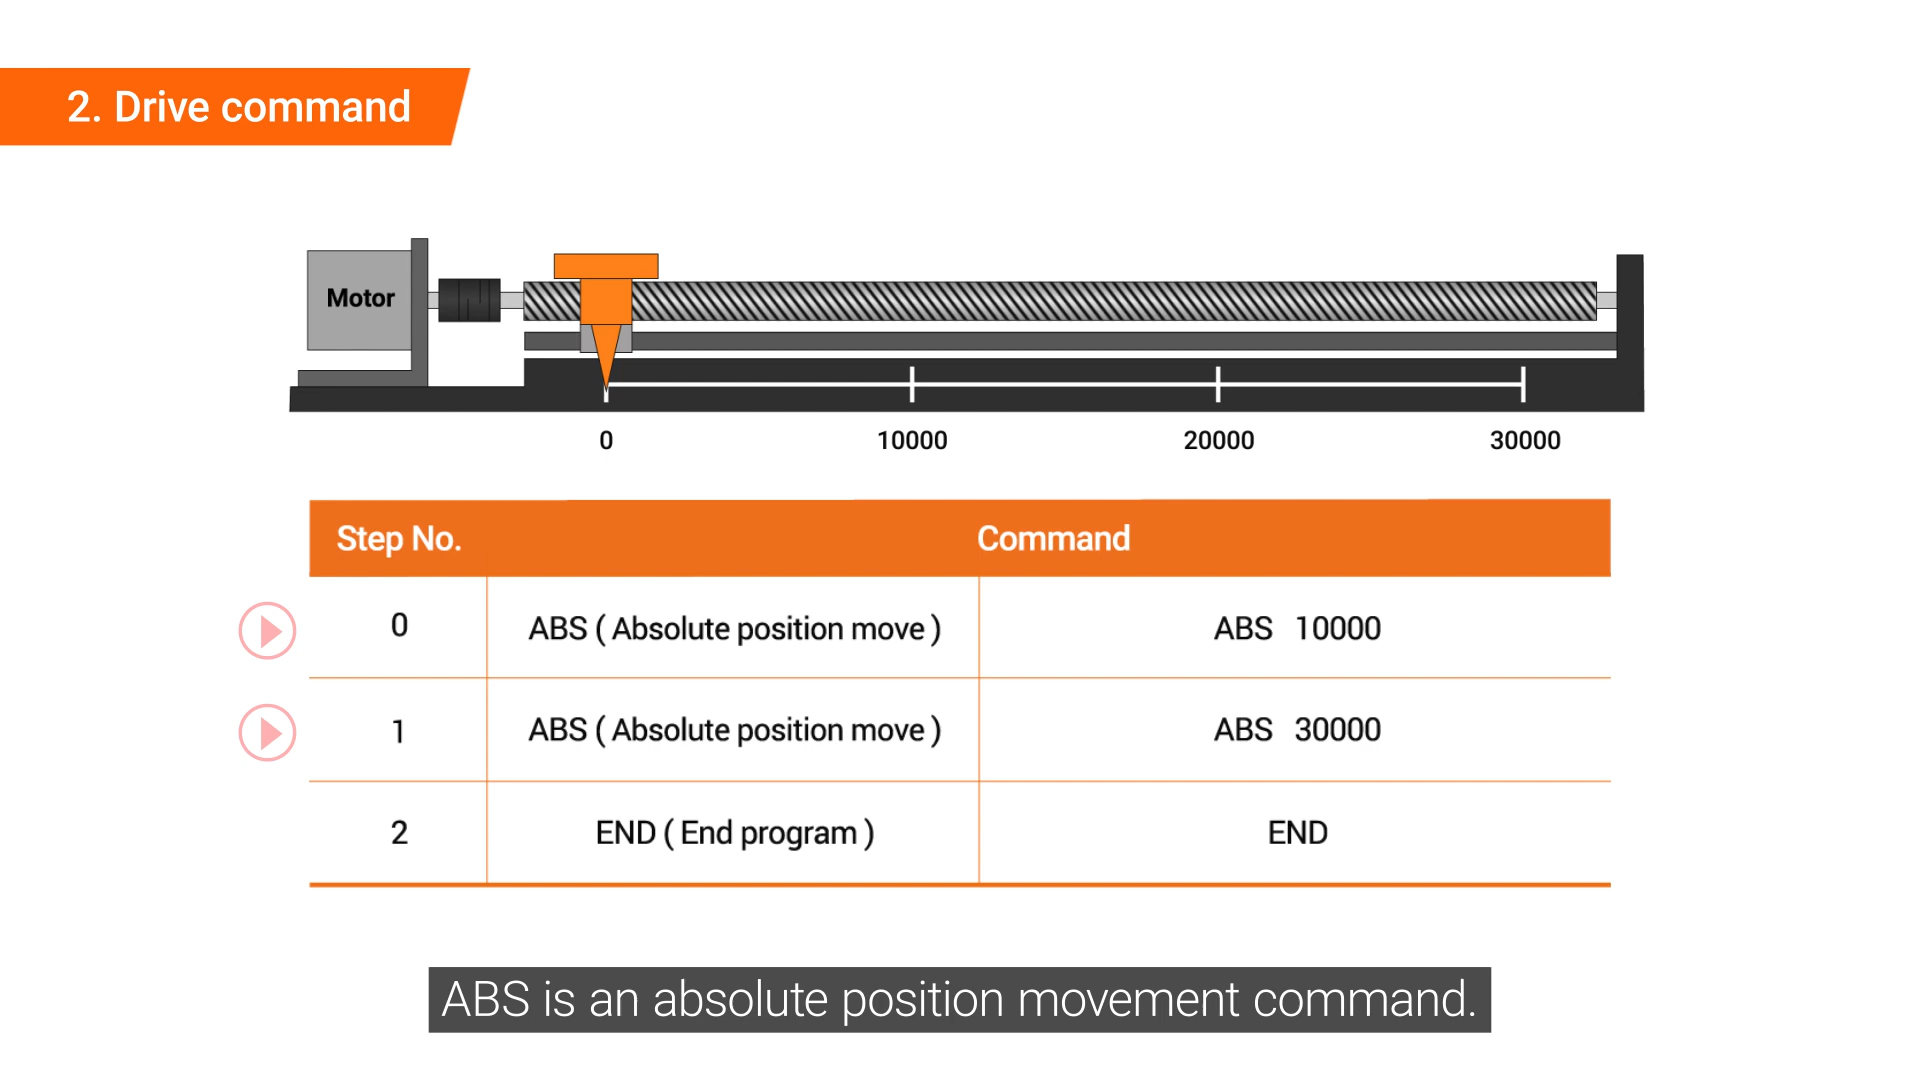 2. Drive command
Motor
0 10000 20000 30000
Step No. Command
0 ABS ( Absolute position move ) ABS 10000
1 ABS ( Absolute position move ) ABS 30000
2 END ( End program ) END
ABS is an absolute position movement command.